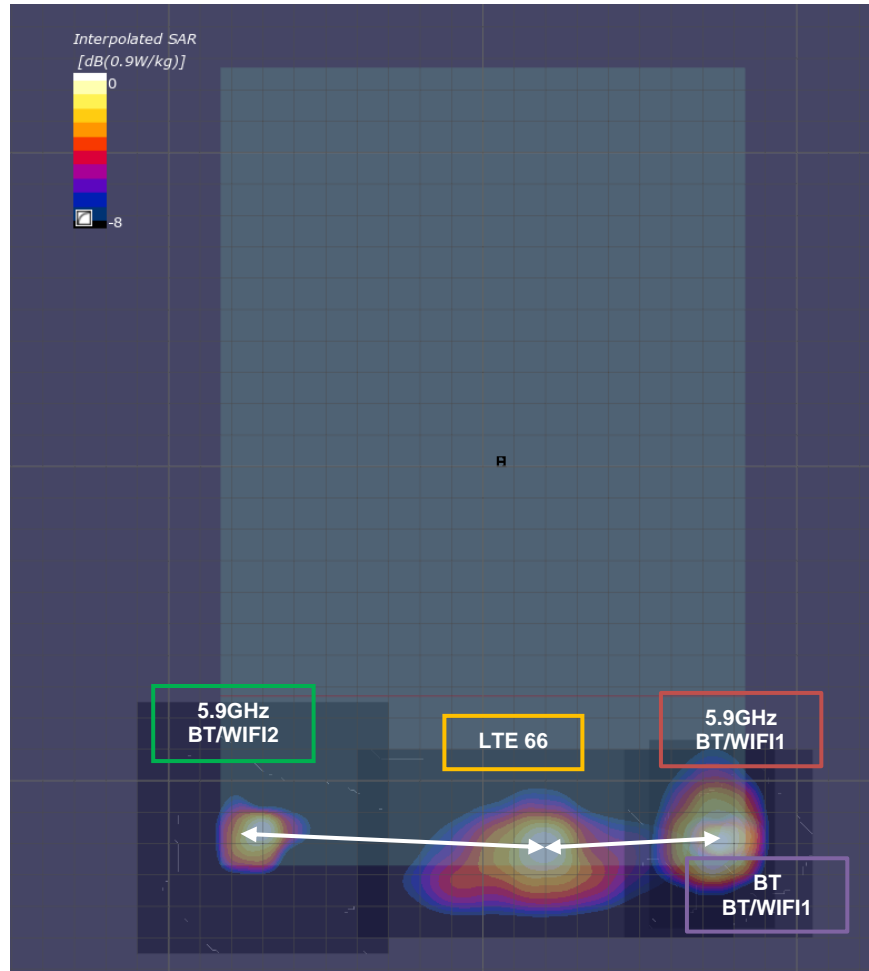 Interpolated SAR
[dB(0.9W/kg)]
0
-8
5.9GHz
BT/WIFI2
LTE 66
5.9GHz
BT/WIFI1
BT
BT/WIFI1